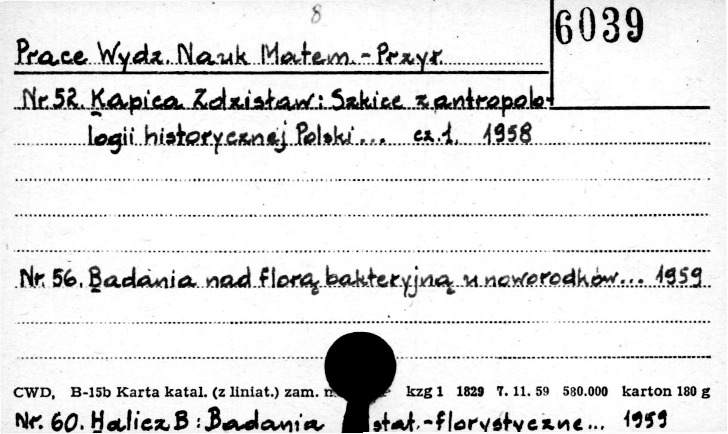 8
6039
Prace Wydz. Nauk Matem.-Przyr.
Nr. 52. Kapica Zdzisław: Szkice z antropolo-
logii historycznej Polski... cz.1. 1958
Nr. 56. Badania nad florą bakteryjną u noworodków... 1959
CWD, B-15b Karta katal. (z liniat.) zam. kzg 1 1829 7. 11. 59 580.000 karton 180 g
Nr. 60. Halicz B: Badania stat.-florystyczne... 1959